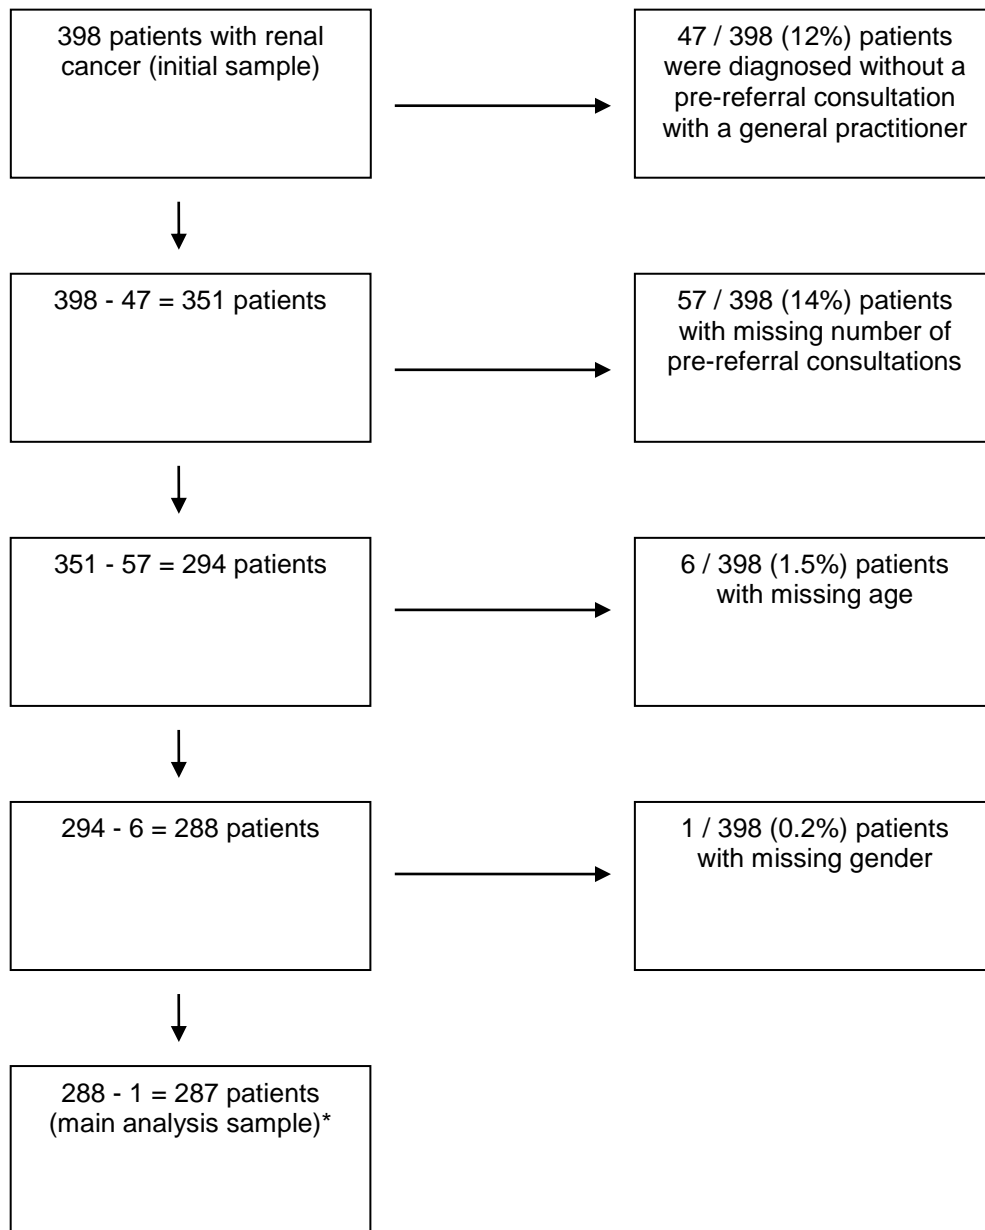 398 patients with renal
cancer (initial sample)
47 / 398 (12%) patients
were diagnosed without a
pre-referral consultation
with a general practitioner
398 - 47 = 351 patients
57 / 398 (14%) patients
with missing number of
pre-referral consultations
351 - 57 = 294 patients
6 / 398 (1.5%) patients
with missing age
294 - 6 = 288 patients
1 / 398 (0.2%) patients
with missing gender
288 - 1 = 287 patients
(main analysis sample)*